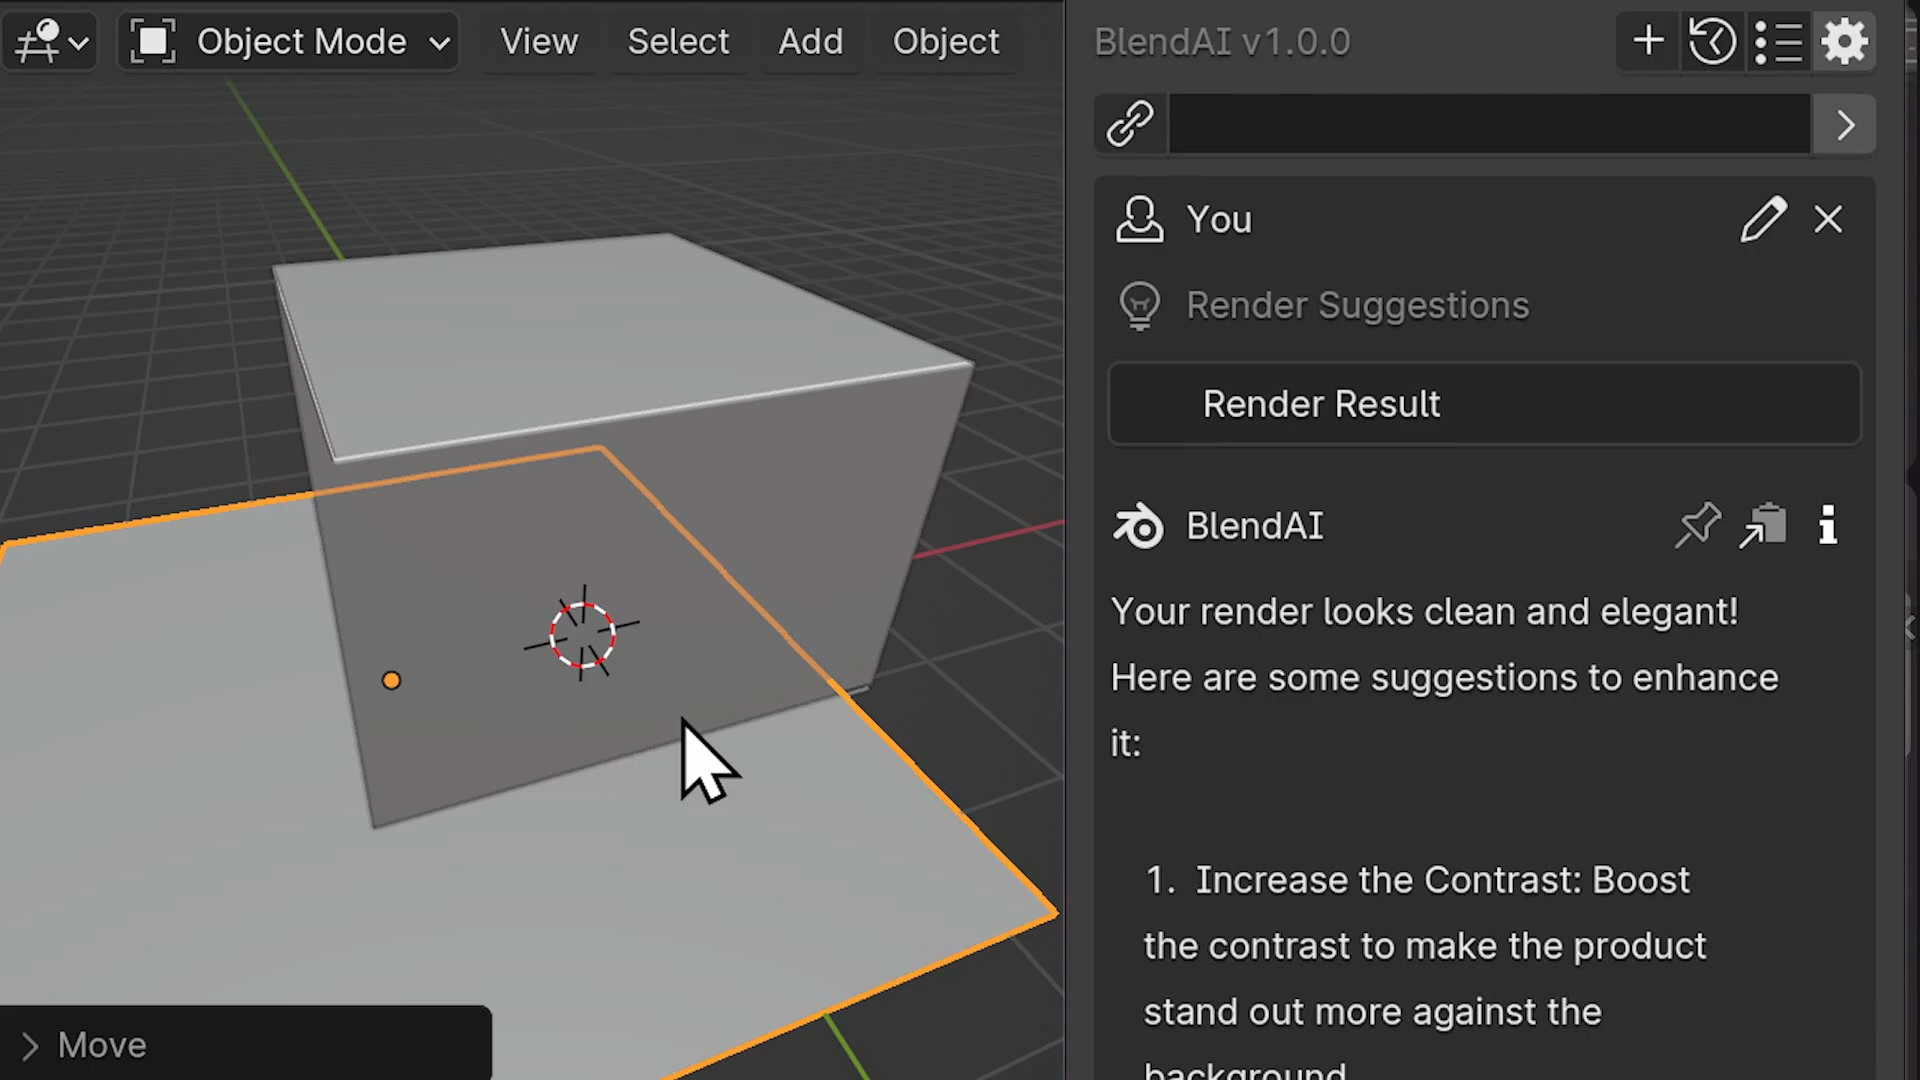 Object Mode View Select Add Object
BlendAI v1.0.0
You
Render Suggestions
Render Result
BlendAI
Your render looks clean and elegant!
Here are some suggestions to enhance
it:
1. Increase the Contrast: Boost
the contrast to make the product
stand out more against the
background
Move